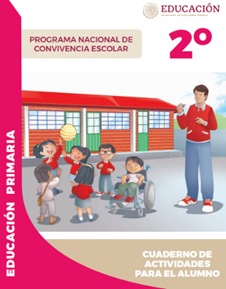 EDUCACIÓN
PROGRAMA NACIONAL DE
CONVIVENCIA ESCOLAR
2º
EDUCACIÓN PRIMARIA
CUADERNO DE
ACTIVIDADES
PARA EL ALUMNO